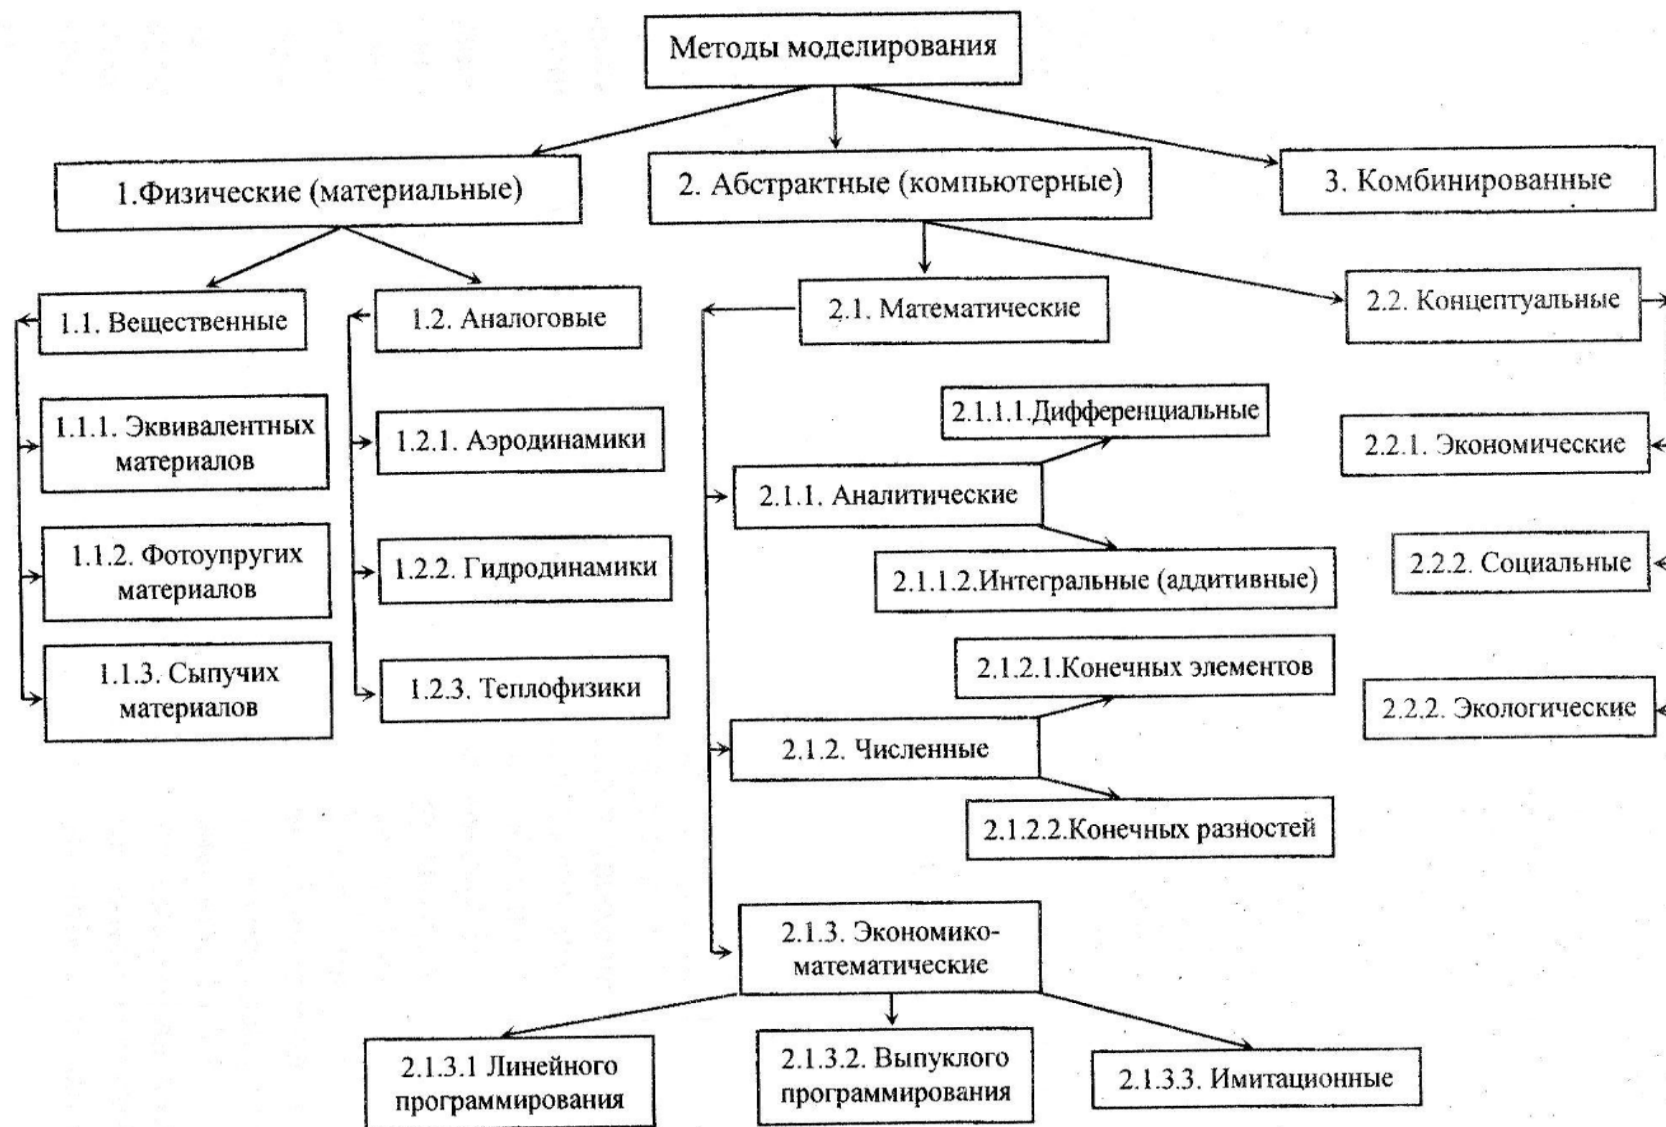 Методы моделирования
1.Физические (материальные)
2. Абстрактные (компьютерные)
3. Комбинированные
1.1. Вещественные
1.2. Аналоговые
2.1. Математические
2.2. Концептуальные
1.1.1. Эквивалентных
материалов
1.2.1. Аэродинамики
2.1.1.1.Дифференциальные
2.2.1. Экономические
2.1.1. Аналитические
1.1.2. Фотоупругих
материалов
1.2.2. Гидродинамики
2.1.1.2.Интегральные (аддитивные)
2.2.2. Социальные
1.1.3. Сыпучих
материалов
1.2.3. Теплофизики
2.1.2.1.Конечных элементов
2.2.2. Экологические
2.1.2. Численные
2.1.2.2.Конечных разностей
2.1.3. Экономико-
математические
2.1.3.1 Линейного
программирования
2.1.3.2. Выпуклого
программирования
2.1.3.3. Имитационные